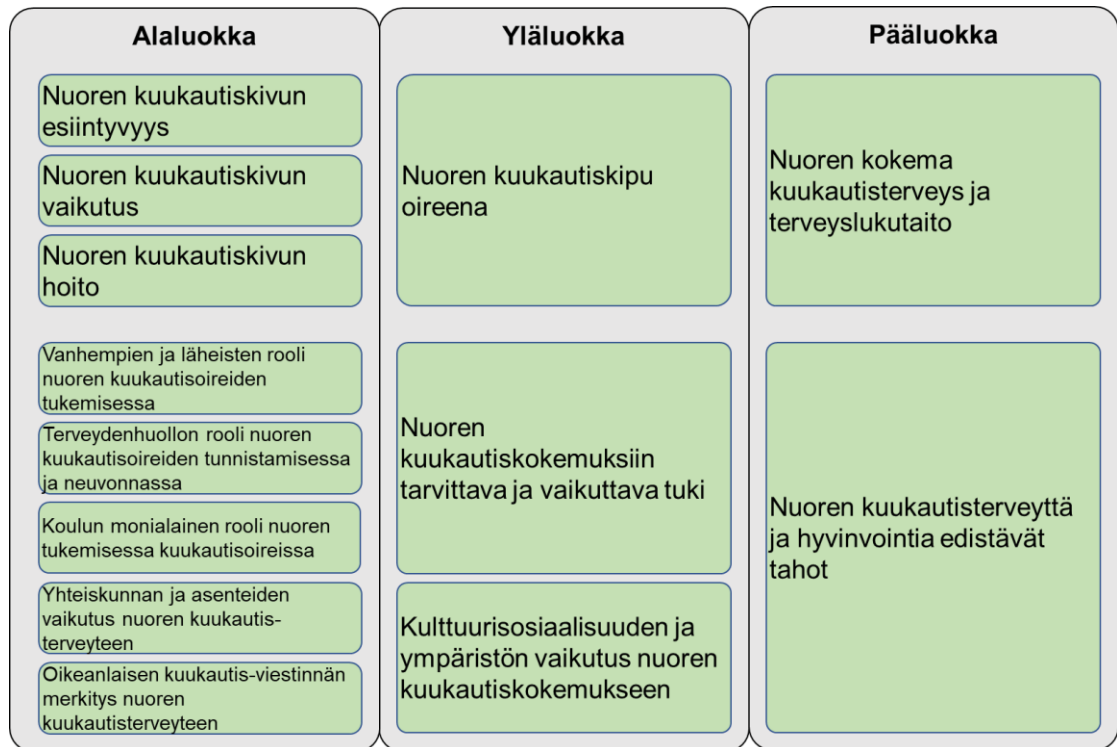 Alaluokka
Nuoren kuukautiskivun
esiintyvyys
Nuoren kuukautiskivun
vaikutus
Nuoren kuukautiskivun
hoito
Vanhempien ja läheisten rooli
nuoren kuukautisoireiden
tukemisessa
Terveydenhuollon rooli nuoren
kuukautisoireiden tunnistamisessa
ja neuvonnassa
Koulun monialainen rooli nuoren
tukemisessa kuukautisoireissa
Yhteiskunnan ja asenteiden
vaikutus nuoren kuukautis-
terveyteen
Oikeanlaisen kuukautis-viestinnän
merkitys nuoren
kuukautisterveyteen
Yläluokka
Nuoren kuukautiskipu
oireena
Nuoren
kuukautiskokemuksiin
tarvittava ja vaikuttava tuki
Kulttuurisosiaalisuuden ja
ympäristön vaikutus nuoren
kuukautiskokemukseen
Pääluokka
Nuoren kokema
kuukautisterveys ja
terveyslukutaito
Nuoren kuukautisterveyttä
ja hyvinvointia edistävät
tahot